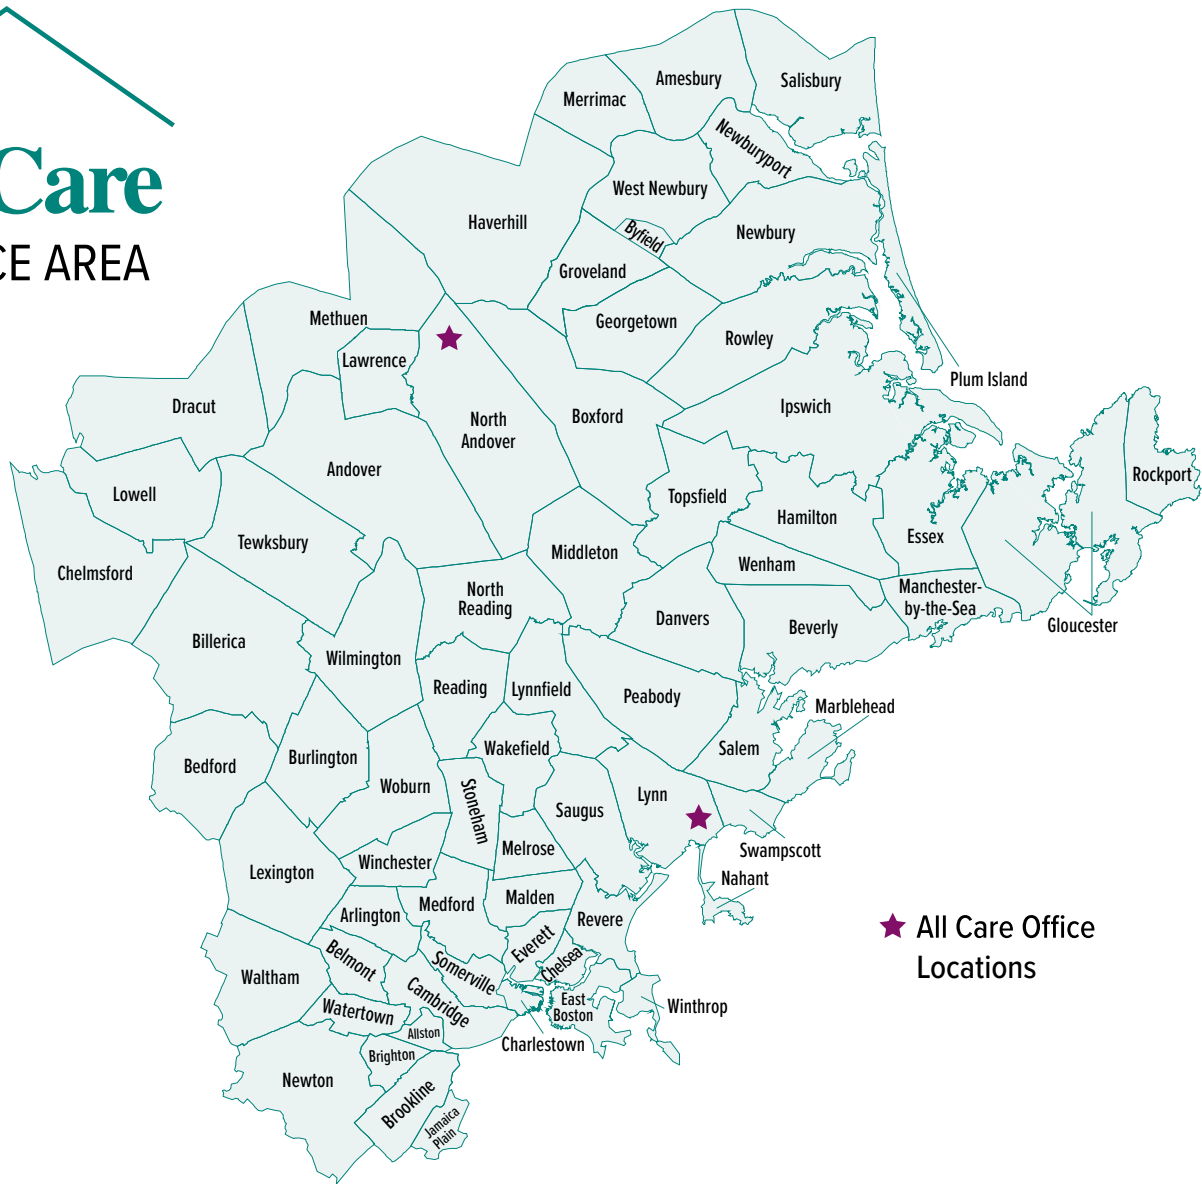 Care
CE AREA
Amesbury
Salisbury
Merrimac
Newburyport
West Newbury
Haverhill
Byfield
Newbury
Groveland
Methuen
Georgetown
Rowley
Lawrence
Plum Island
Dracut
Ipswich
North
Andover
Boxford
Andover
Rockport
Lowell
Topsfield
Hamilton
Tewksbury
Essex
Middleton
Chelmsford
Wenham
North
Reading
Manchester-
by-the-Sea
Danvers
Gloucester
Beverly
Billerica
Wilmington
Reading
Lynnfield
Peabody
Marblehead
Wakefield
Salem
Bedford
Burlington
Woburn
Stoneham
Lynn
Saugus
Swampscott
Melrose
Winchester
Lexington
Nahant
Malden
Medford
Arlington
Revere
All Care Office
Locations
Everett
Belmont
Somerville
Chelsea
Waltham
Cambridge
East
Boston
Winthrop
Watertown
Allston
Charlestown
Brighton
Newton
Brookline
Jamaica
Plain